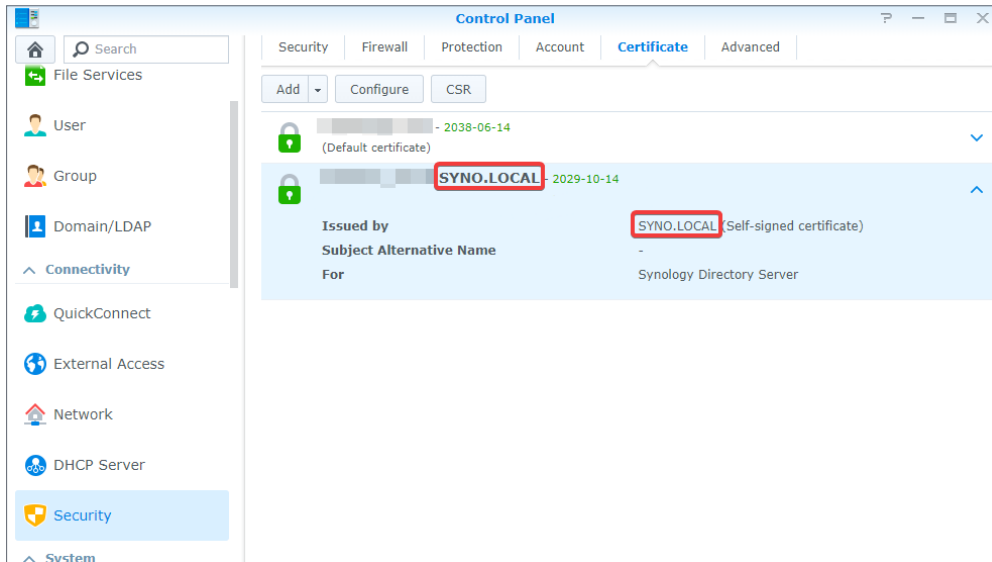 Control Panel
Search
Security Firewall Protection Account Certificate Advanced
File Services
Add Configure CSR
User
- 2038-06-14
(Default certificate)
Group
SYNO.LOCAL - 2029-10-14
Domain/LDAP
Issued by SYNO.LOCAL (Self-signed certificate)
Subject Alternative Name -
Connectivity
For Synology Directory Server
QuickConnect
External Access
Network
DHCP Server
Security
System